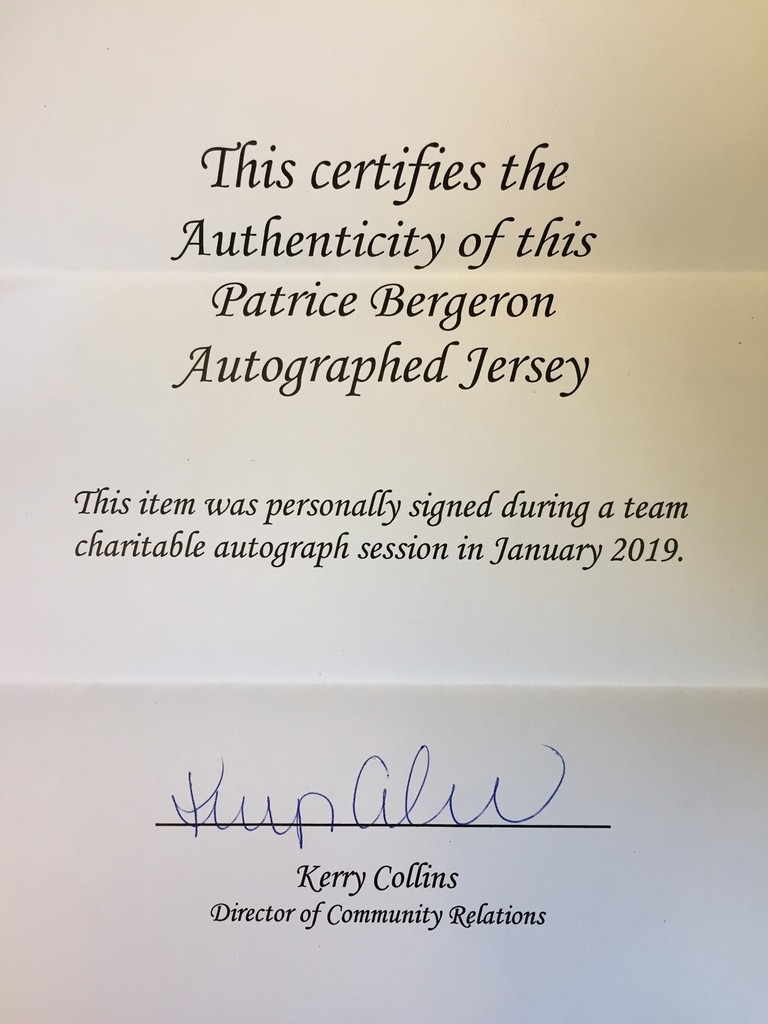 This certifies the
Authenticity of this
Patrice Bergeron
Autographed Jersey
This item was personally signed during a team
charitable autograph session in January 2019.
Kerry Collins
Director of Community Relations